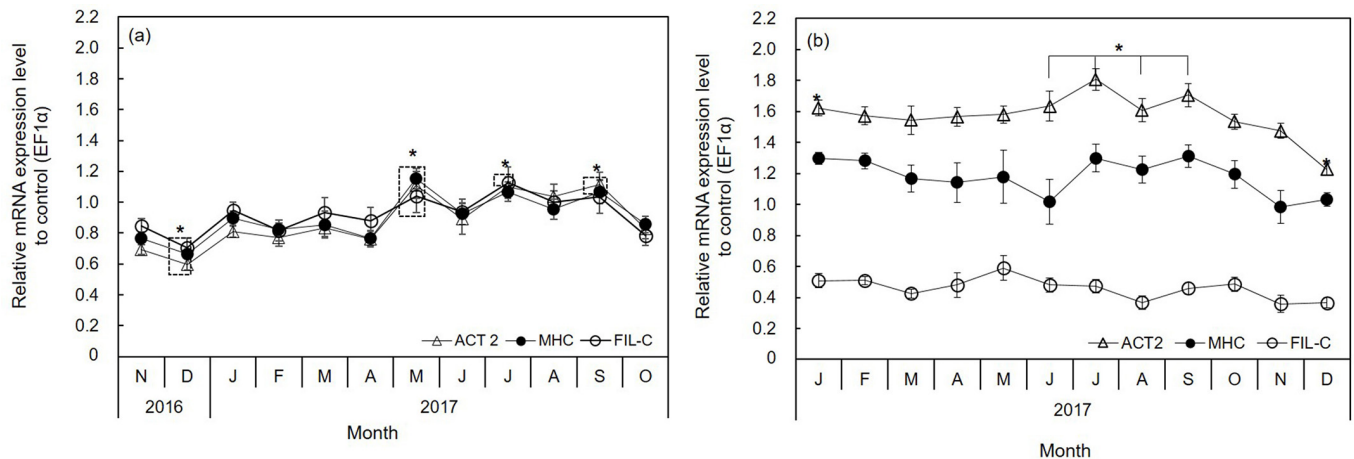 (a)
Relative mRNA expression level
to control (EF1α)
2.2
2.0
1.8
1.6
1.4
1.2
1.0
0.8
0.6
0.4
0.2
0
*
*
*
*
ACT 2 MHC FIL-C
N D J F M A M J J A S O
2016 2017
Month
(b)
Relative mRNA expression level
to control (EF1α)
2.2
2.0
1.8
1.6
1.4
1.2
1.0
0.8
0.6
0.4
0.2
0
*
*
*
ACT2 MHC FIL-C
J F M A M J J A S O N D
2017
Month